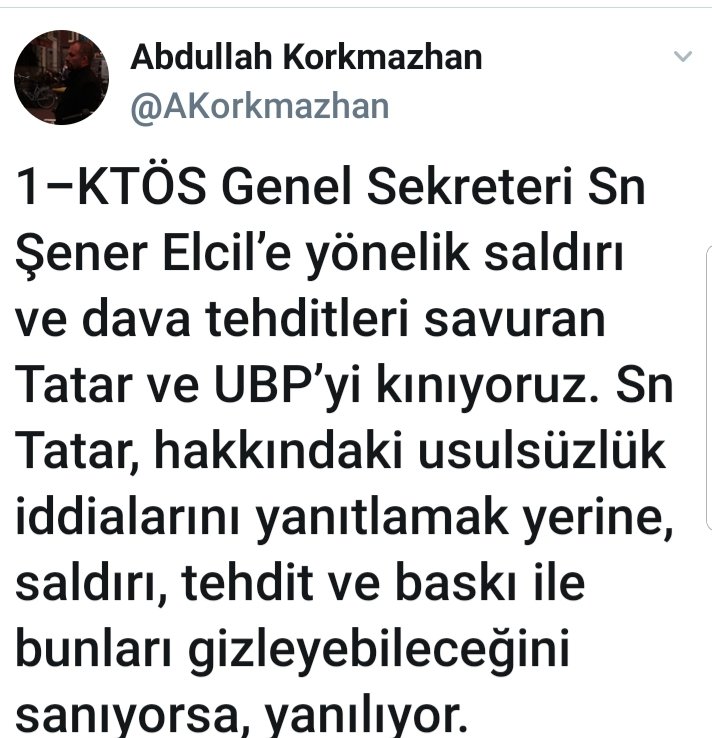 Abdullah Korkmazhan
@AKorkmazhan
1–KTÖS Genel Sekreteri Sn
Şener Elcil’e yönelik saldırı
ve dava tehditleri savuran
Tatar ve UBP’yi kınıyoruz. Sn
Tatar, hakkındaki usulsüzlük
iddialarını yanıtlamak yerine,
saldırı, tehdit ve baskı ile
bunları gizleyebileceğini
sanıyorsa, yanılıyor.